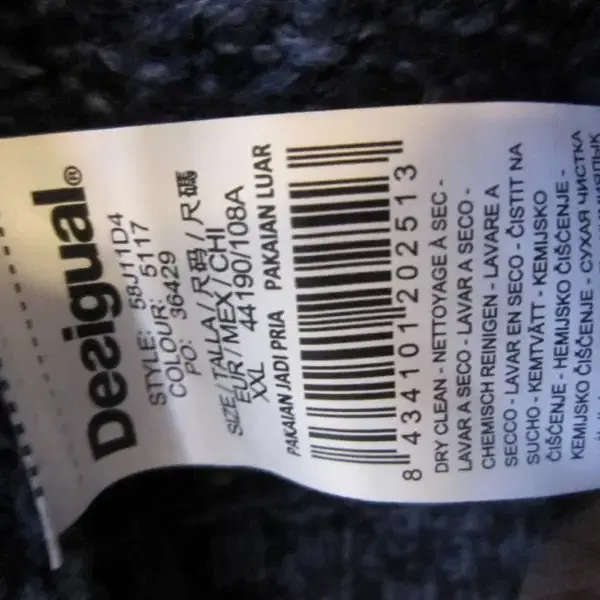 Desigual®
STYLE: 58J11D4
COLOUR: 5117
PO: 36429
SIZE / TALLA / 尺码 / 尺碼
EUR / MEX / CHI
XXL 44190/108A
PAKAIAN JADI PRIA PAKAIAN LUAR
8 434101 202513
DRY CLEAN - NETTOYAGE À SEC -
LAVAR A SECO - LAVAR A SECO -
CHEMISCH REINIGEN - LAVARE A
SECCO - LAVAR EN SECO - ČISTIT NA
SUCHO - KEMTVÄTT - KEMIJSKO
ČIŠĆENJE - HEMIJSKO ČIŠĆENJE -
KEMIJSKO ČIŠČENJE - СУХАЯ ЧИСТКА